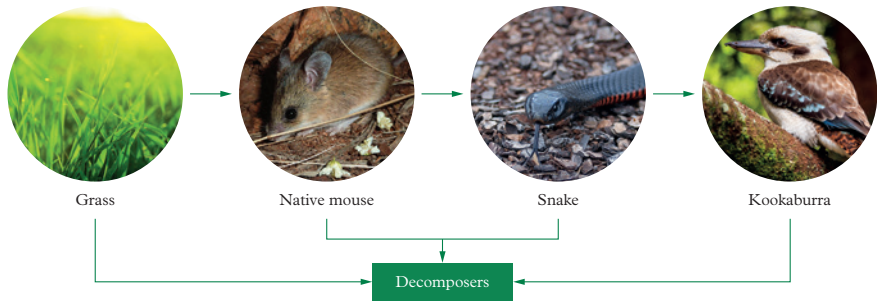 Grass
Native mouse
Snake
Kookaburra
Decomposers